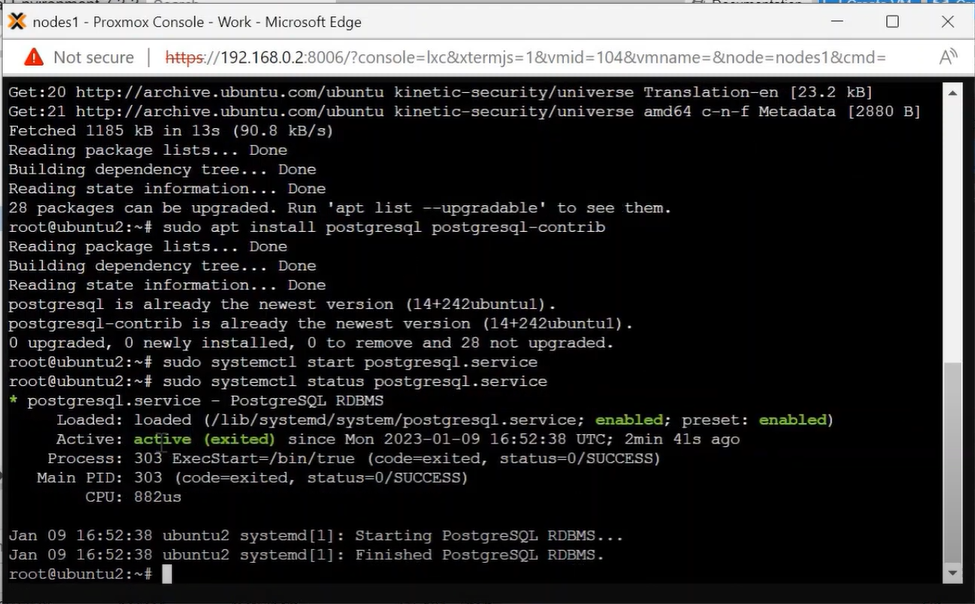 nodes1 - Proxmox Console - Work - Microsoft Edge
Not secure | https://192.168.0.2:8006/?console=lxc&xtermjs=1&vmid=104&vmname=&node=nodes1&cmd=
Get:20 http://archive.ubuntu.com/ubuntu kinetic-security/universe Translation-en [23.2 kB]
Get:21 http://archive.ubuntu.com/ubuntu kinetic-security/universe amd64 c-n-f Metadata [2880 B]
Fetched 1185 kB in 13s (90.8 kB/s)
Reading package lists... Done
Building dependency tree... Done
Reading state information... Done
28 packages can be upgraded. Run 'apt list --upgradable' to see them.
root@ubuntu2:~# sudo apt install postgresql postgresql-contrib
Reading package lists... Done
Building dependency tree... Done
Reading state information... Done
postgresql is already the newest version (14+242ubuntu1).
postgresql-contrib is already the newest version (14+242ubuntu1).
0 upgraded, 0 newly installed, 0 to remove and 28 not upgraded.
root@ubuntu2:~# sudo systemctl start postgresql.service
root@ubuntu2:~# sudo systemctl status postgresql.service
* postgresql.service - PostgreSQL RDBMS
Loaded: loaded (/lib/systemd/system/postgresql.service; enabled; preset: enabled)
Active: active (exited) since Mon 2023-01-09 16:52:38 UTC; 2min 41s ago
Process: 303 ExecStart=/bin/true (code=exited, status=0/SUCCESS)
Main PID: 303 (code=exited, status=0/SUCCESS)
CPU: 882us
Jan 09 16:52:38 ubuntu2 systemd[1]: Starting PostgreSQL RDBMS...
Jan 09 16:52:38 ubuntu2 systemd[1]: Finished PostgreSQL RDBMS.
root@ubuntu2:~#